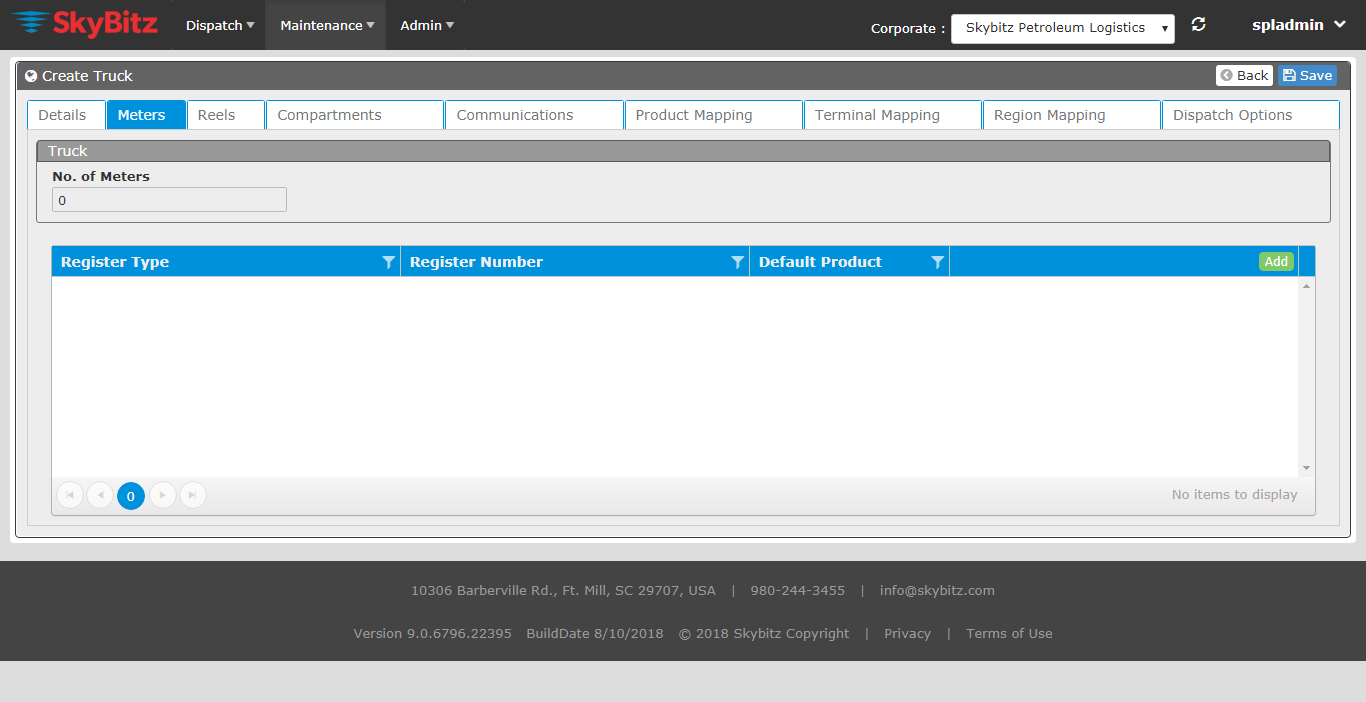 SkyBitz Dispatch Maintenance Admin Corporate : Skybitz Petroleum Logistics spladmin
Create Truck Back Save
Details Meters Reels Compartments Communications Product Mapping Terminal Mapping Region Mapping Dispatch Options
Truck
No. of Meters
0
Register Type Register Number Default Product Add
0 No items to display
10306 Barberville Rd., Ft. Mill, SC 29707, USA | 980-244-3455 | info@skybitz.com
Version 9.0.6796.22395 BuildDate 8/10/2018 © 2018 Skybitz Copyright | Privacy | Terms of Use